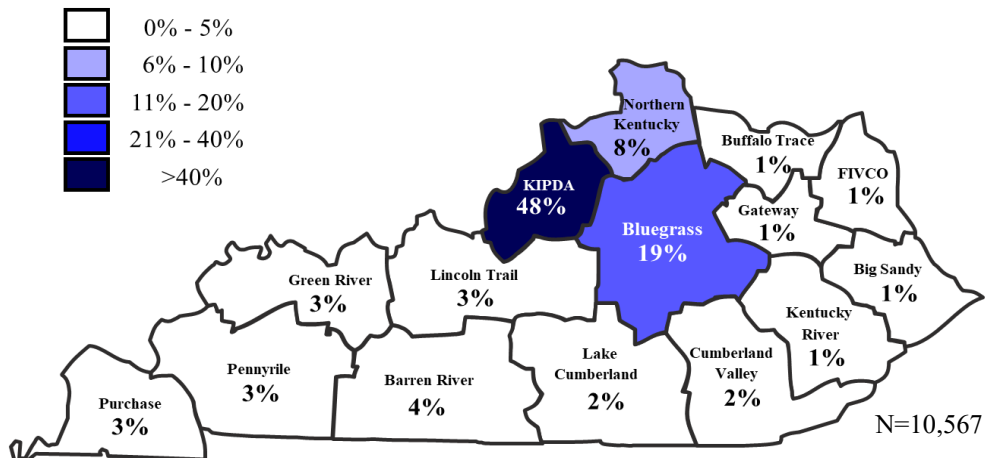 0% - 5%
6% - 10%
11% - 20%
21% - 40%
>40%
Northern
Kentucky
8%
Buffalo Trace
1%
FIVCO
1%
KIPDA
48%
Gateway
1%
Bluegrass
19%
Big Sandy
1%
Green River
3%
Lincoln Trail
3%
Kentucky
River
1%
Lake
Cumberland
2%
Cumberland
Valley
2%
Pennyrile
3%
Barren River
4%
Purchase
3%
N=10,567